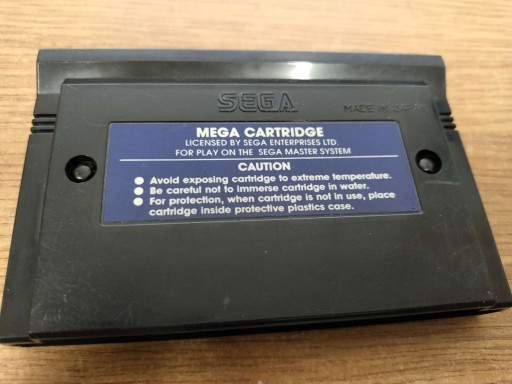 SEGA
MADE IN JAPAN
MEGA CARTRIDGE
LICENSED BY SEGA ENTERPRISES LTD.
FOR PLAY ON THE SEGA MASTER SYSTEM
CAUTION
● Avoid exposing cartridge to extreme temperature.
● Be careful not to immerse cartridge in water.
● For protection, when cartridge is not in use, place
cartridge inside protective plastics case.